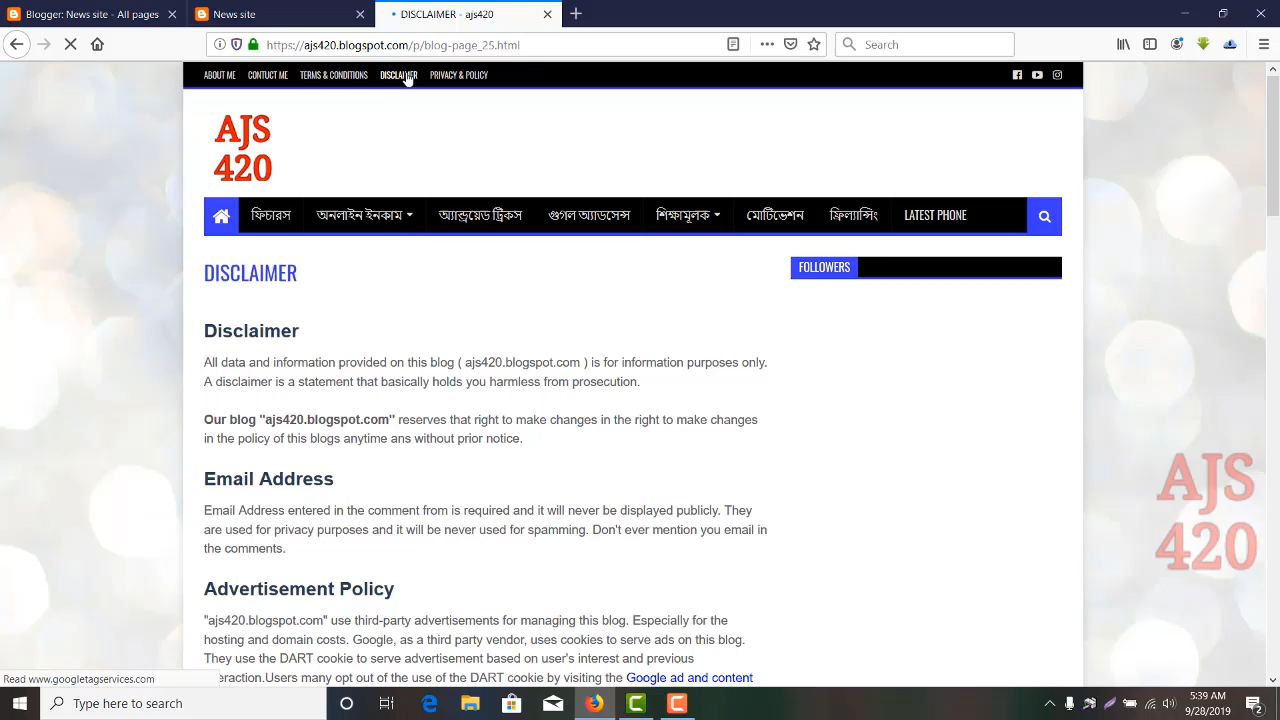 Blogger: News site - All pages
News site
DISCLAIMER - ajs420
https://ajs420.blogspot.com/p/blog-page_25.html
Search
ABOUT ME CONTUCT ME TERMS & CONDITIONS DISCLAIMER PRIVACY & POLICY
AJS
420
ফিচারস অনলাইন ইনকাম অ্যান্ড্রয়েড ট্রিকস গুগল অ্যাডসেন্স শিক্ষামূলক মোটিভেশন ফ্রিল্যান্সিং LATEST PHONE
DISCLAIMER
FOLLOWERS
Disclaimer
All data and information provided on this blog ( ajs420.blogspot.com ) is for information purposes only.
A disclaimer is a statement that basically holds you harmless from prosecution.
Our blog "ajs420.blogspot.com" reserves that right to make changes in the right to make changes
in the policy of this blogs anytime ans without prior notice.
Email Address
Email Address entered in the comment from is required and it will never be displayed publicly. They
are used for privacy purposes and it will be never used for spamming. Don't ever mention you email in
the comments.
AJS
420
Advertisement Policy
"ajs420.blogspot.com" use third-party advertisements for managing this blog. Especially for the
hosting and domain costs. Google, as a third party vendor, uses cookies to serve ads on this blog.
They use the DART cookie to serve advertisement based on user's interest and previous
eraction.Users many opt out of the use of the DART cookie by visiting the Google ad and content
Read www.googletagservices.com
Type here to search
5:39 AM
9/28/2019
2